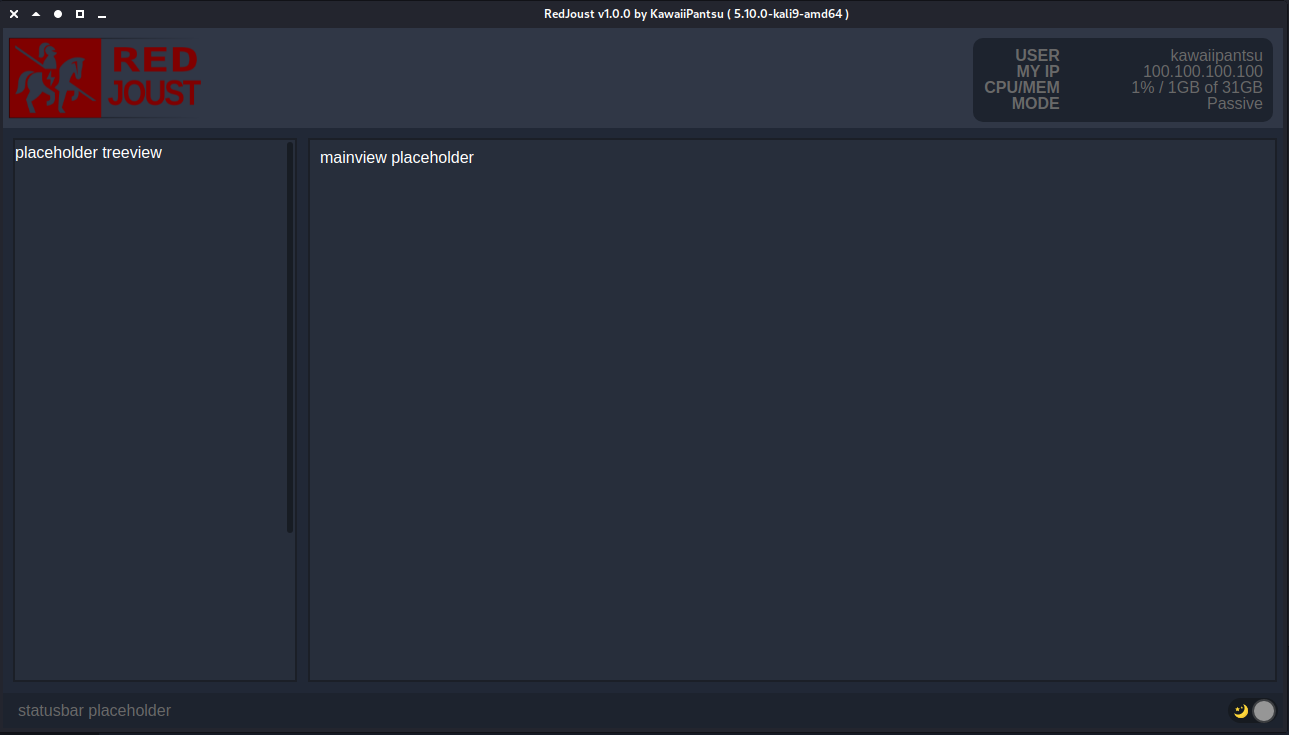 RedJoust v1.0.0 by KawaiiPantsu ( 5.10.0-kali9-amd64 )
RED
JOUST
USER kawaiipantsu
MY IP 100.100.100.100
CPU/MEM 1% / 1GB of 31GB
MODE Passive
placeholder treeview
mainview placeholder
statusbar placeholder